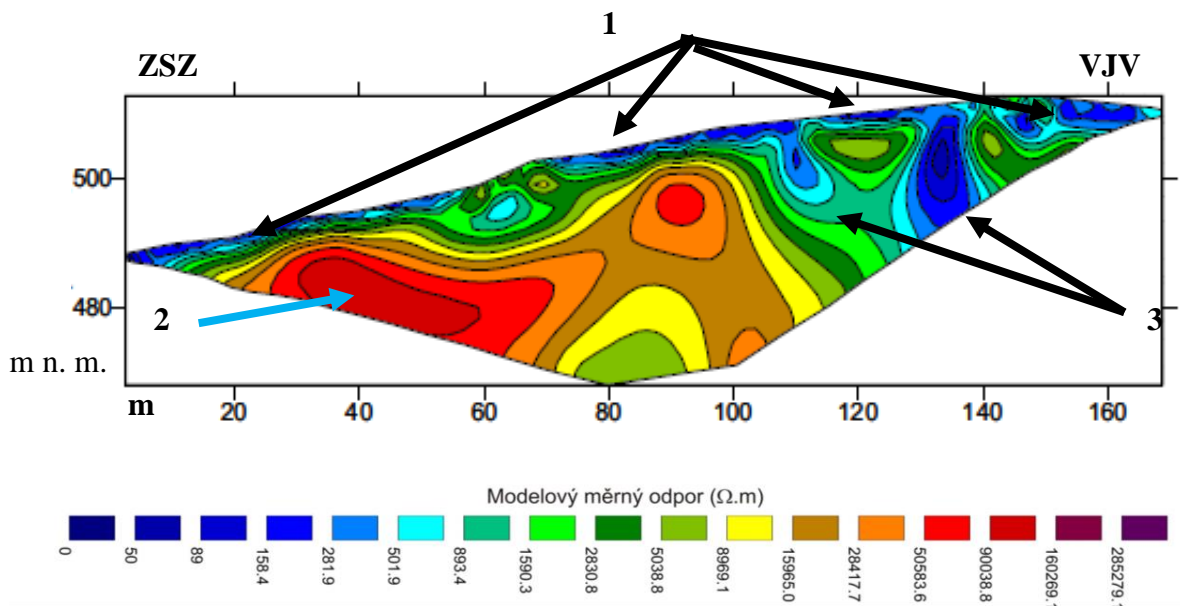 1
ZSZ VJV
500
480
2
3
m n. m.
m 20 40 60 80 100 120 140 160
Modelový měrný odpor (Ω.m)
0 50 89 158.4 281.9 501.9 893.4 1590.3 2830.8 5038.8 8969.1 15965.0 28417.7 50583.6 90038.8 160269.
285279.